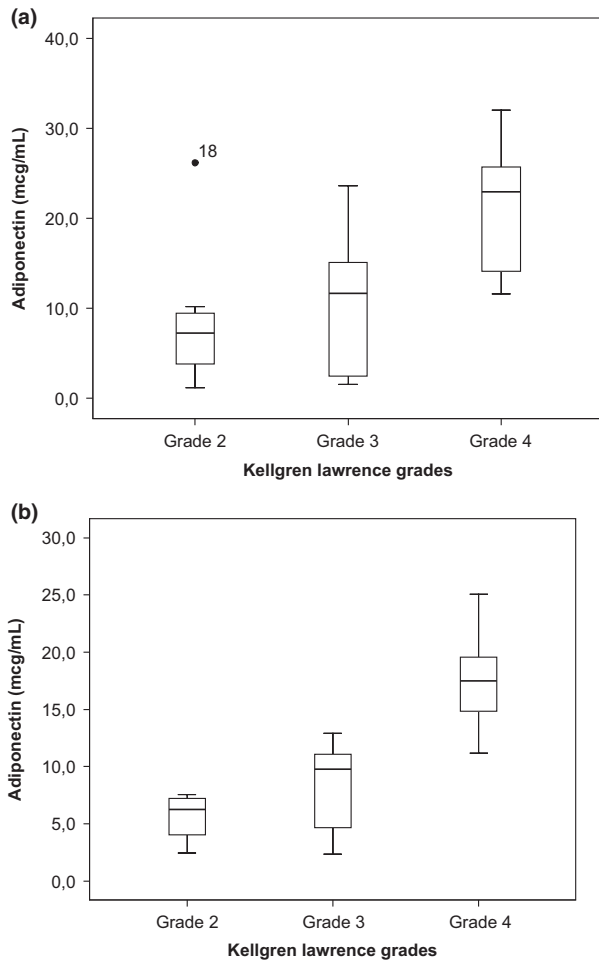 (a)
40,0
30,0
20,0
10,0
0,0
Adiponectin (mcg/mL)
18
Grade 2 Grade 3 Grade 4
Kellgren lawrence grades
(b)
30,0
25,0
20,0
15,0
10,0
5,0
0,0
Adiponectin (mcg/mL)
Grade 2 Grade 3 Grade 4
Kellgren lawrence grades